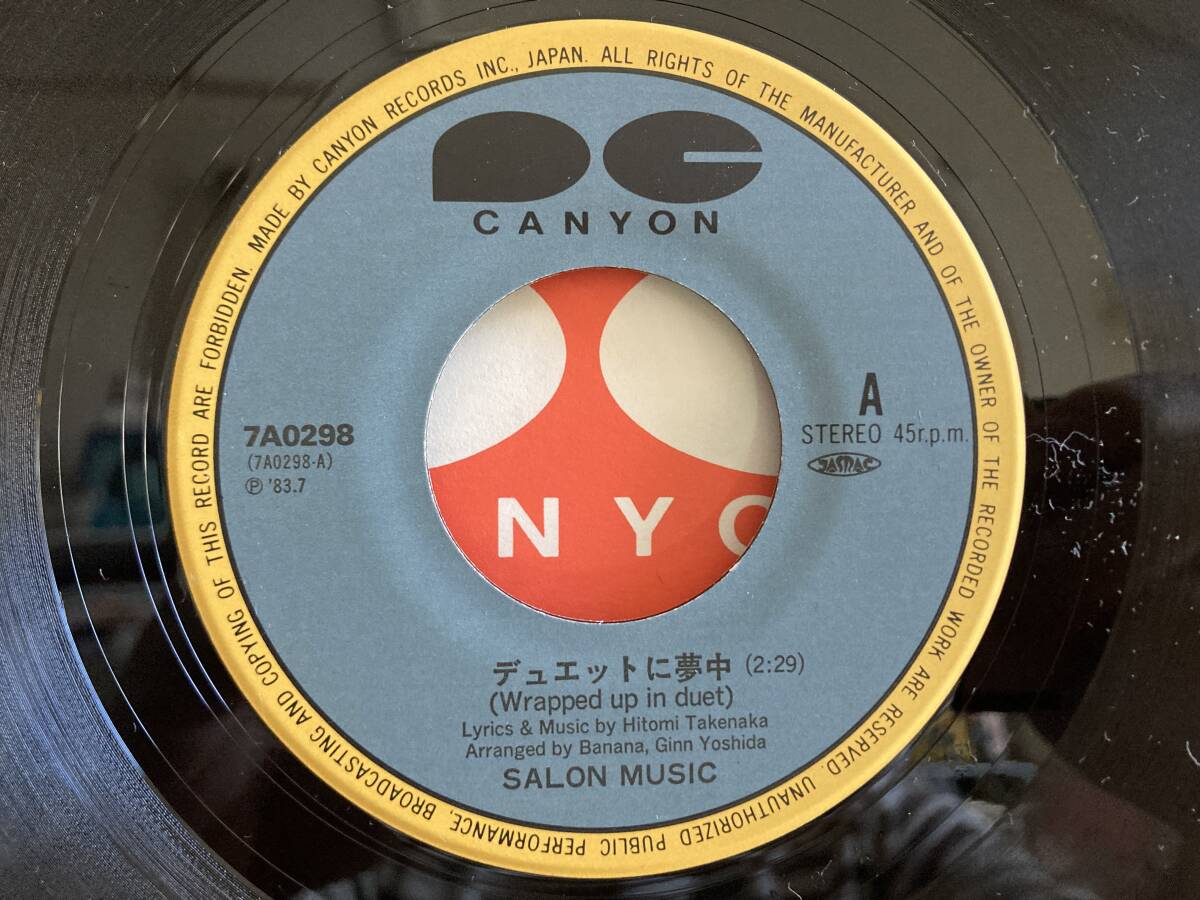 MADE BY CANYON RECORDS INC., JAPAN. ALL RIGHTS OF THE MANUFACTURER AND OF THE OWNER OF THE RECORDED WORK ARE RESERVED. UNAUTHORIZED PUBLIC PERFORMANCE, BROADCASTING AND COPYING OF THIS RECORD ARE FORBIDDEN.
PC
CANYON
7A0298
(7A0298-A)
Ⓟ '83.7
A
STEREO 45r.p.m.
JASRAC
NYO
デュエットに夢中 (2:29)
(Wrapped up in duet)
Lyrics & Music by Hitomi Takenaka
Arranged by Banana, Ginn Yoshida
SALON MUSIC